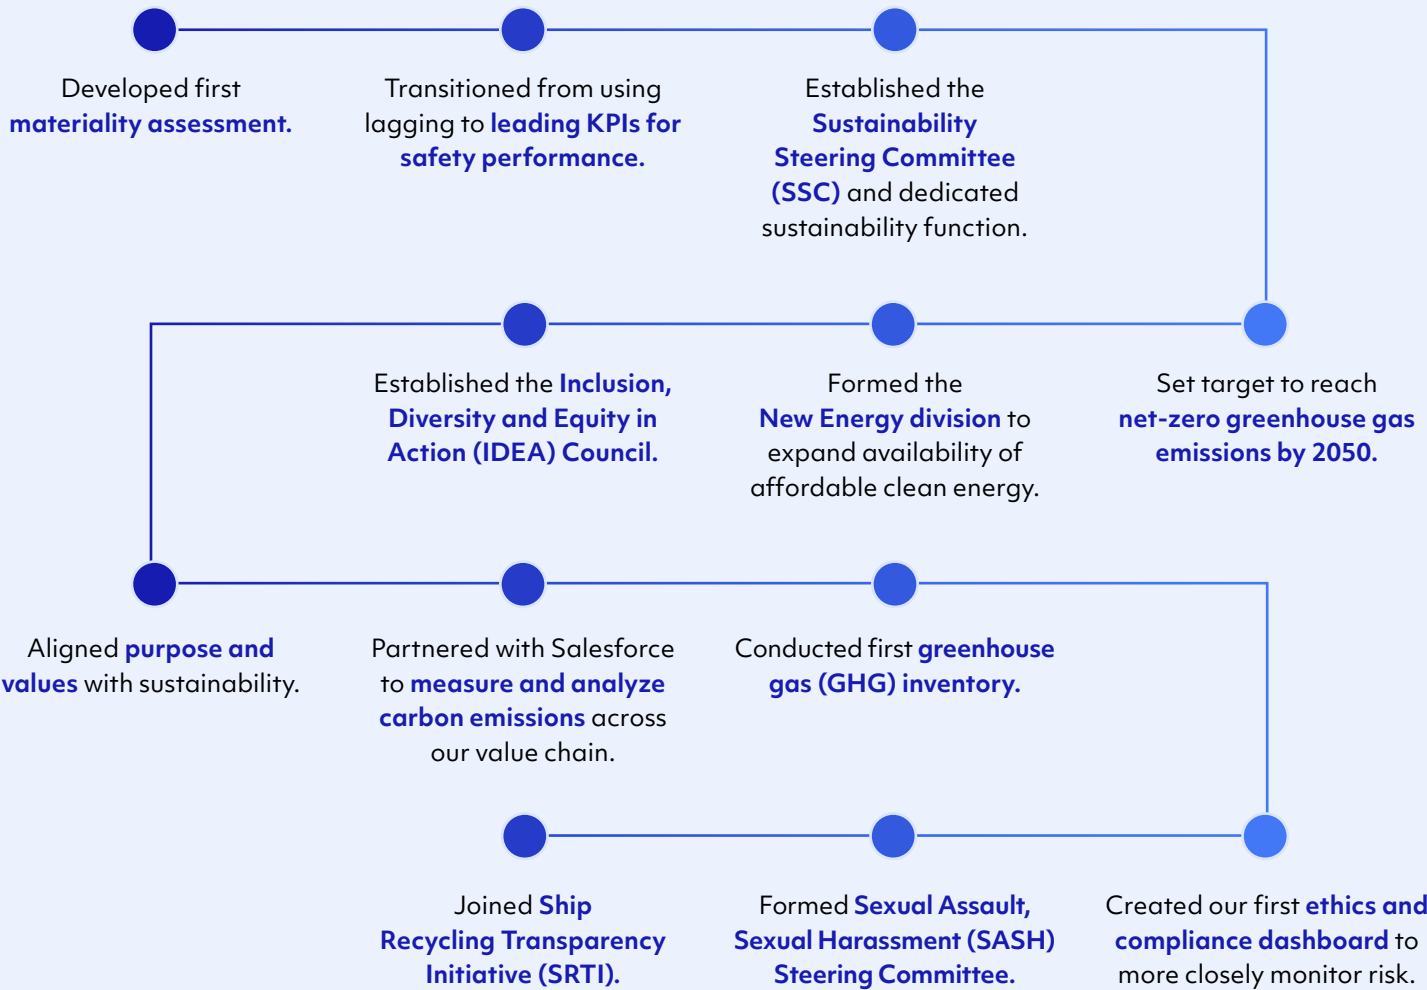 Developed first
materiality assessment.
Transitioned from using
lagging to leading KPIs for
safety performance.
Established the
Sustainability
Steering Committee
(SSC) and dedicated
sustainability function.
Set target to reach
net-zero greenhouse gas
emissions by 2050.
Formed the
New Energy division to
expand availability of
affordable clean energy.
Established the Inclusion,
Diversity and Equity in
Action (IDEA) Council.
Aligned purpose and
values with sustainability.
Partnered with Salesforce
to measure and analyze
carbon emissions across
our value chain.
Conducted first greenhouse
gas (GHG) inventory.
Created our first ethics and
compliance dashboard to
more closely monitor risk.
Formed Sexual Assault,
Sexual Harassment (SASH)
Steering Committee.
Joined Ship
Recycling Transparency
Initiative (SRTI).